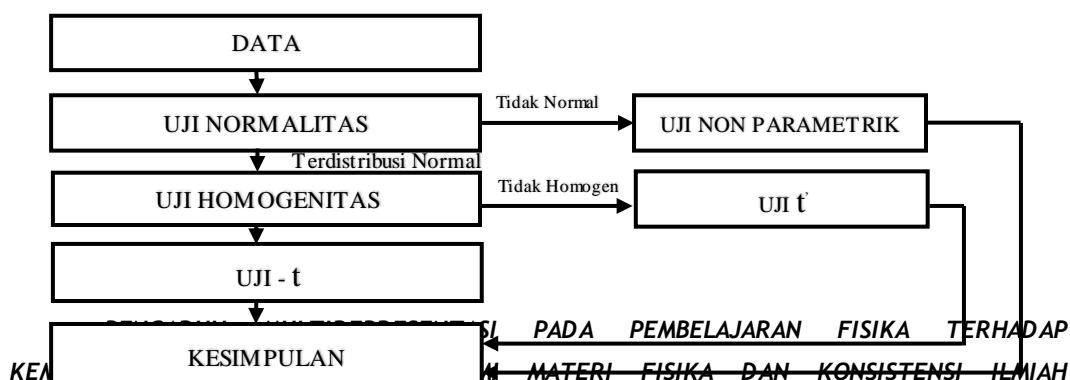 DATA
Tidak Normal
UJI NORMALITAS
UJI NON PARAMETRIK
Terdistribusi Normal
Tidak Homogen
UJI HOMOGENITAS
UJI t'
UJI - t
PADA PEMBELAJARAN FISIKA TERHADAP
KESIMPULAN
MATERI FISIKA DAN KONSISTENSI ILMIAH